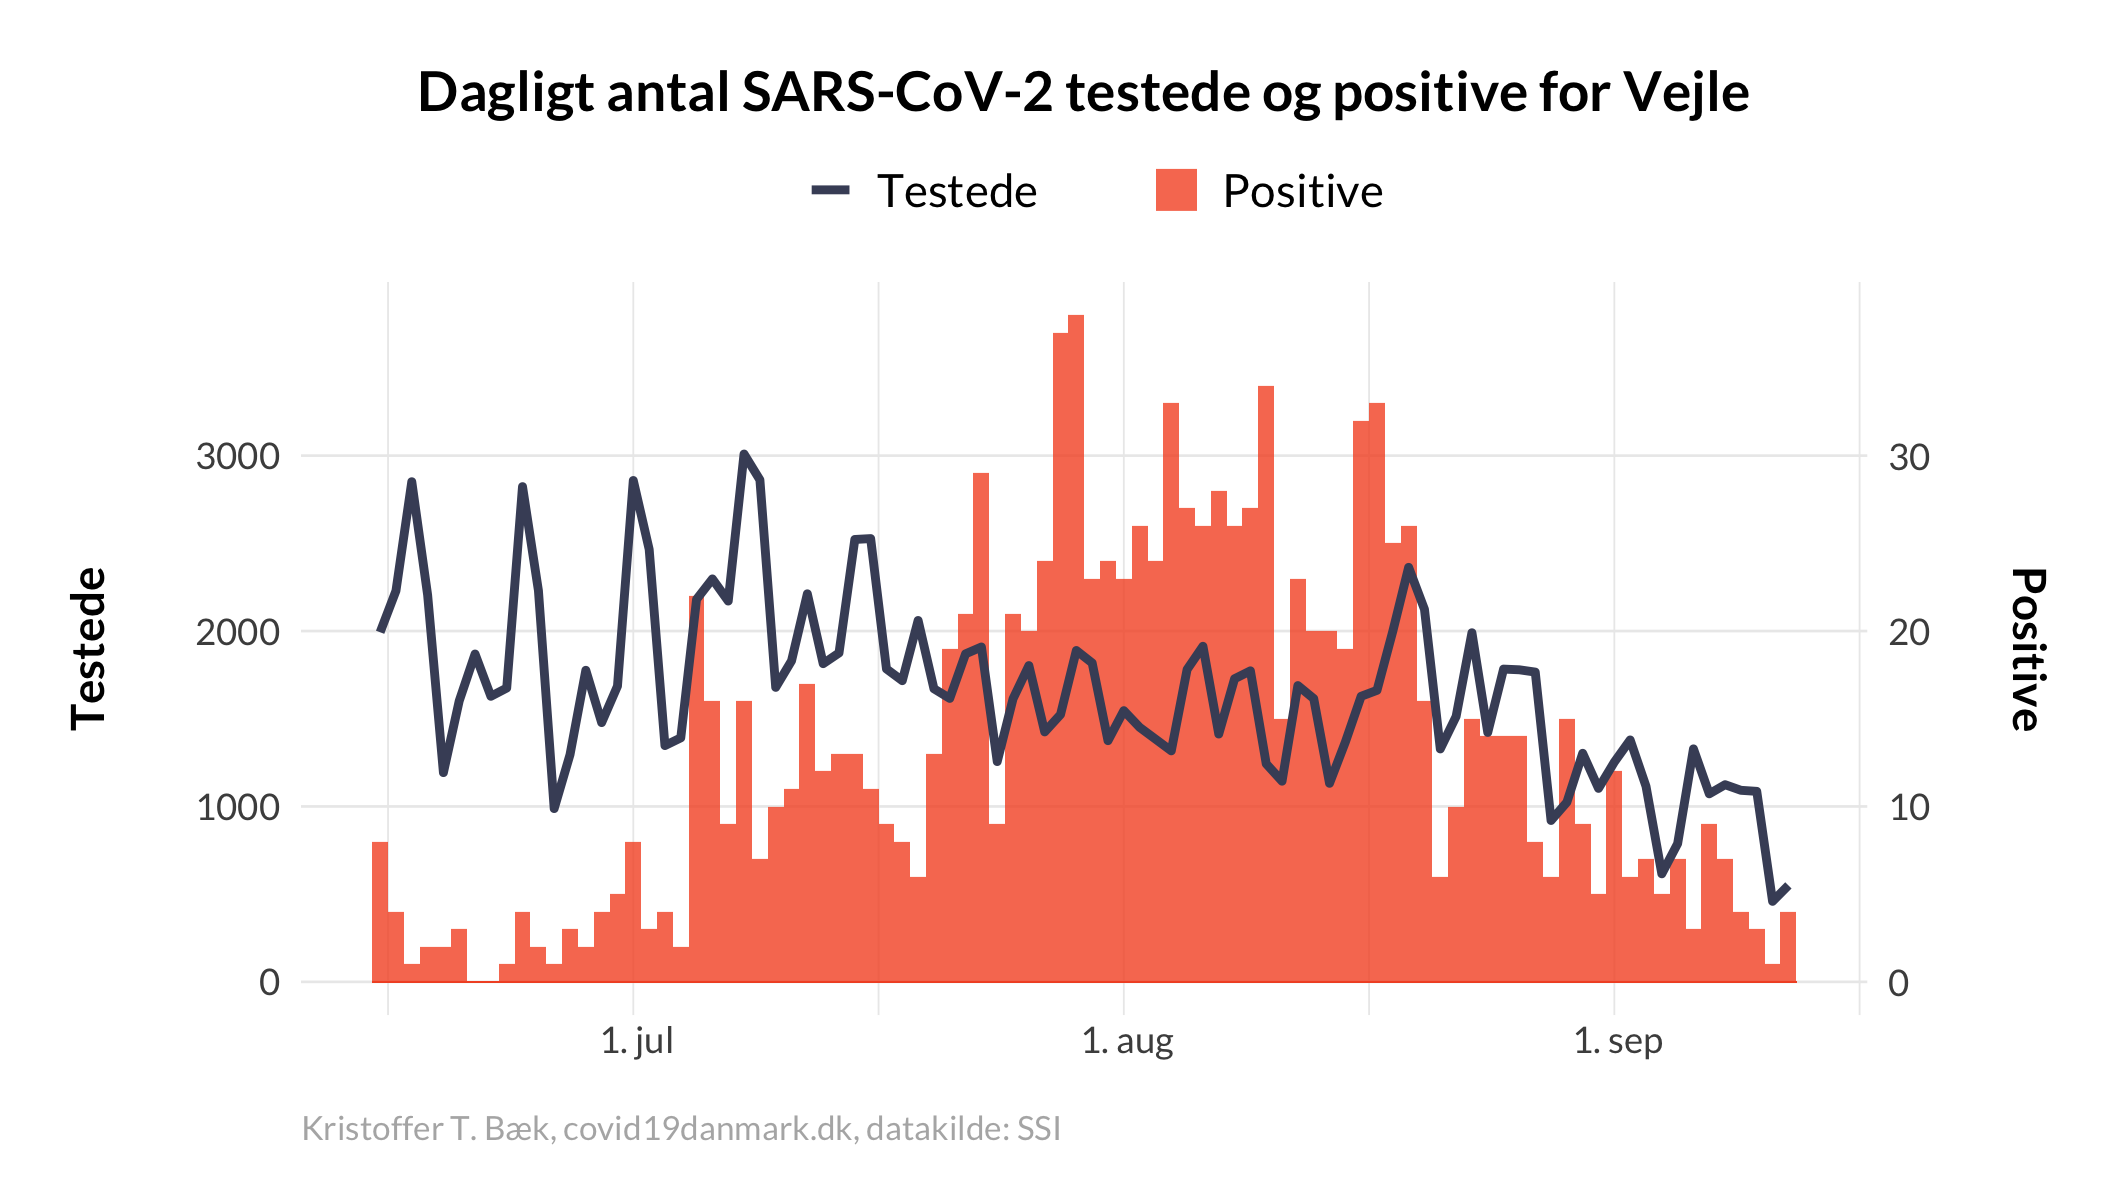 Dagligt antal SARS-CoV-2 testede og positive for Vejle
Testede
Positive
3000
2000
1000
0
30
20
10
0
Testede
Positive
1. jul
1. aug
1. sep
Kristoffer T. Bæk, covid19danmark.dk, datakilde: SSI